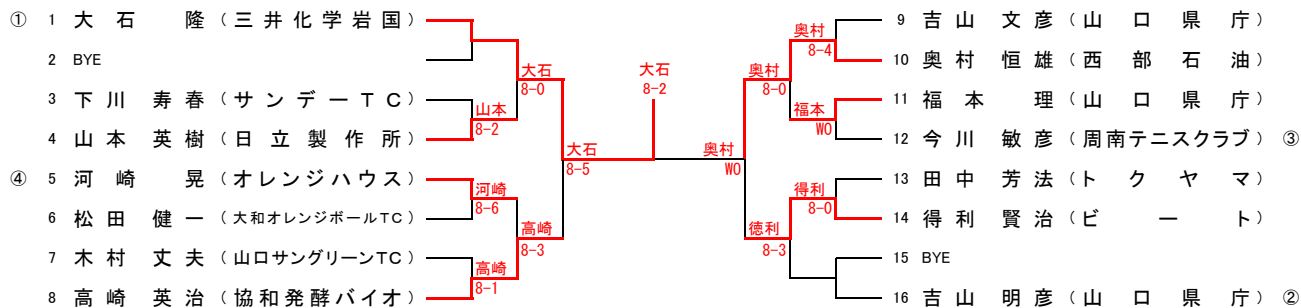 ① 1 大石 隆 (三井化学岩国)
2 BYE
3 下川 寿春 (サンデーTC)
4 山本 英樹 (日立製作所)
④ 5 河崎 晃 (オレンジハウス)
6 松田 健一 (大和オレンジボールTC)
7 木村 丈夫 (山口サングリーンTC)
8 高崎 英治 (協和発酵バイオ)
山本
8-2
河崎
8-6
高崎
8-1
大石
8-0
高崎
8-3
大石
8-5
大石
8-2
奥村
W0
奥村
8-0
徳利
8-3
奥村
8-4
福本
W0
得利
8-0
9 吉山 文彦 (山口県庁)
10 奥村 恒雄 (西部石油)
11 福本 理 (山口県庁)
12 今川 敏彦 (周南テニスクラブ) ③
13 田中 芳法 (トクヤマ)
14 得利 賢治 (ビート)
15 BYE
16 吉山 明彦 (山口県庁) ②